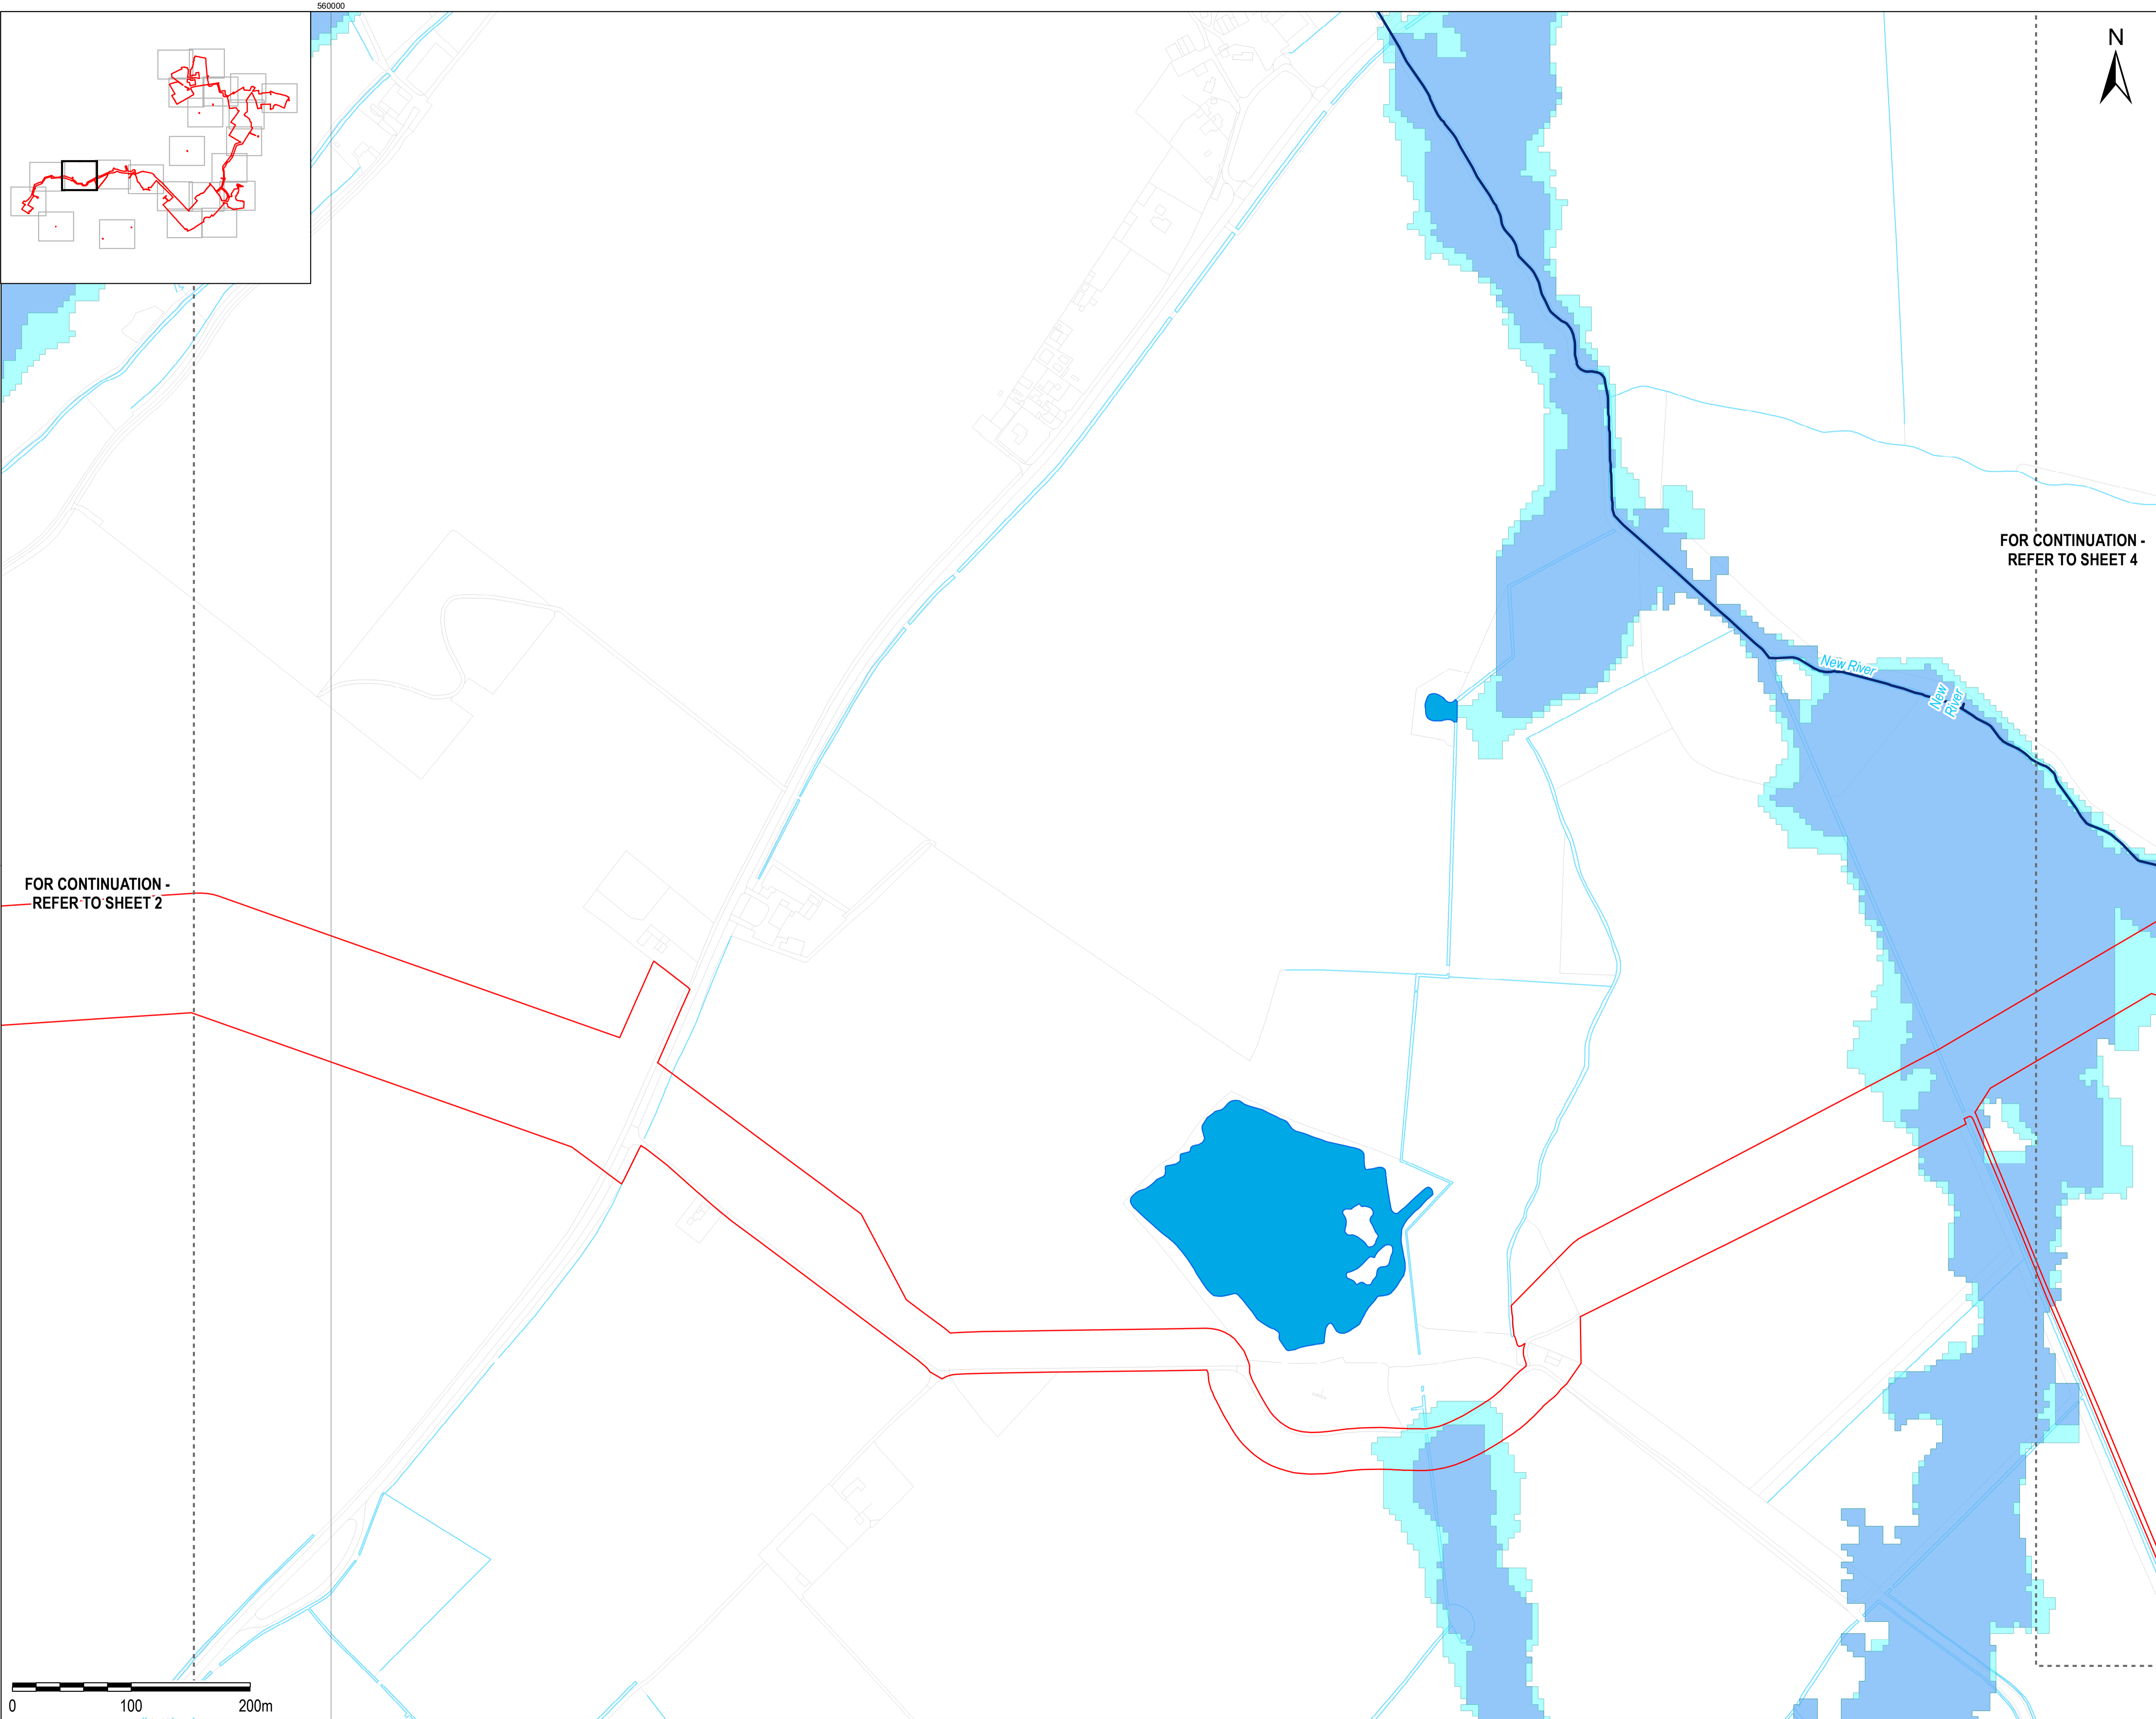 560000
N
FOR CONTINUATION -
REFER TO SHEET 4
New River
New
River
FOR CONTINUATION -
REFER TO SHEET 2
0 100 200m